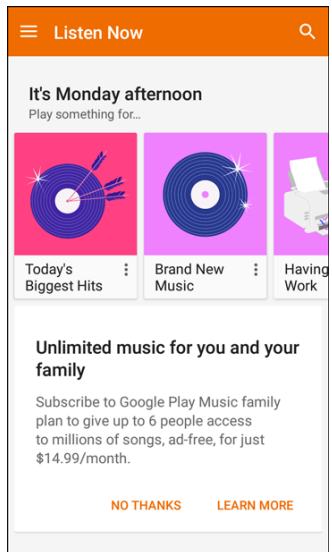 Listen Now
It's Monday afternoon
Play something for...
Today's
Biggest Hits
Brand New
Music
Having
Work
Unlimited music for you and your
family
Subscribe to Google Play Music family
plan to give up to 6 people access
to millions of songs, ad-free, for just
$14.99/month.
NO THANKS
LEARN MORE